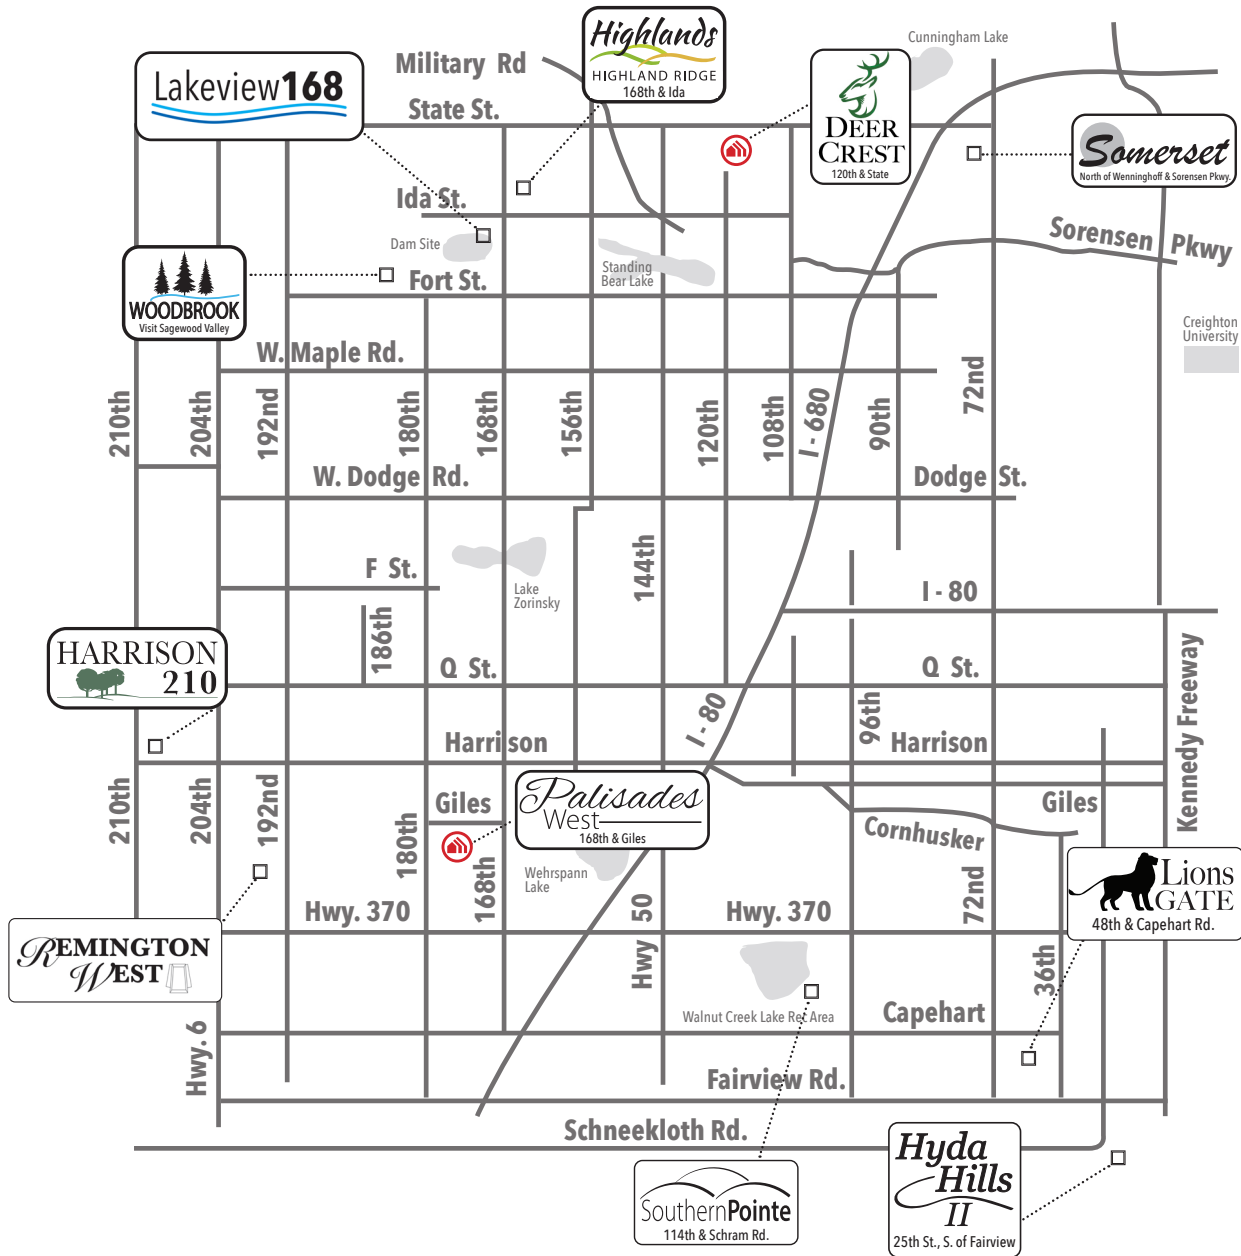 Highlands
HIGHLAND RIDGE
168th & Ida
Cunningham Lake
Military Rd
Lakeview168
State St.
DEER
CREST
120th & State
Somerset
North of Wenninghoff & Sorensen Pkwy.
Ida St.
Sorensen Pkwy
Dam Site
Standing
Bear Lake
Fort St.
WOODBROOK
Visit Sagewood Valley
Creighton
University
W. Maple Rd.
210th
204th
192nd
180th
168th
156th
120th
108th
I - 680
90th
72nd
W. Dodge Rd.
Dodge St.
144th
F St.
Lake
Zorinsky
I - 80
186th
HARRISON
210
Q St.
Q St.
Kennedy Freeway
I - 80
96th
Harrison
Harrison
210th
204th
192nd
180th
Giles
Palisades
West
168th & Giles
Giles
Cornhusker
168th
Wehrspann
Lake
72nd
Lions
GATE
48th & Capehart Rd.
Hwy. 370
Hwy 50
Hwy. 370
REMINGTON
WEST
36th
Walnut Creek Lake Rec Area
Capehart
Hwy. 6
Fairview Rd.
Schneekloth Rd.
Hyda
Hills
II
25th St., S. of Fairview
SouthernPointe
114th & Schram Rd.